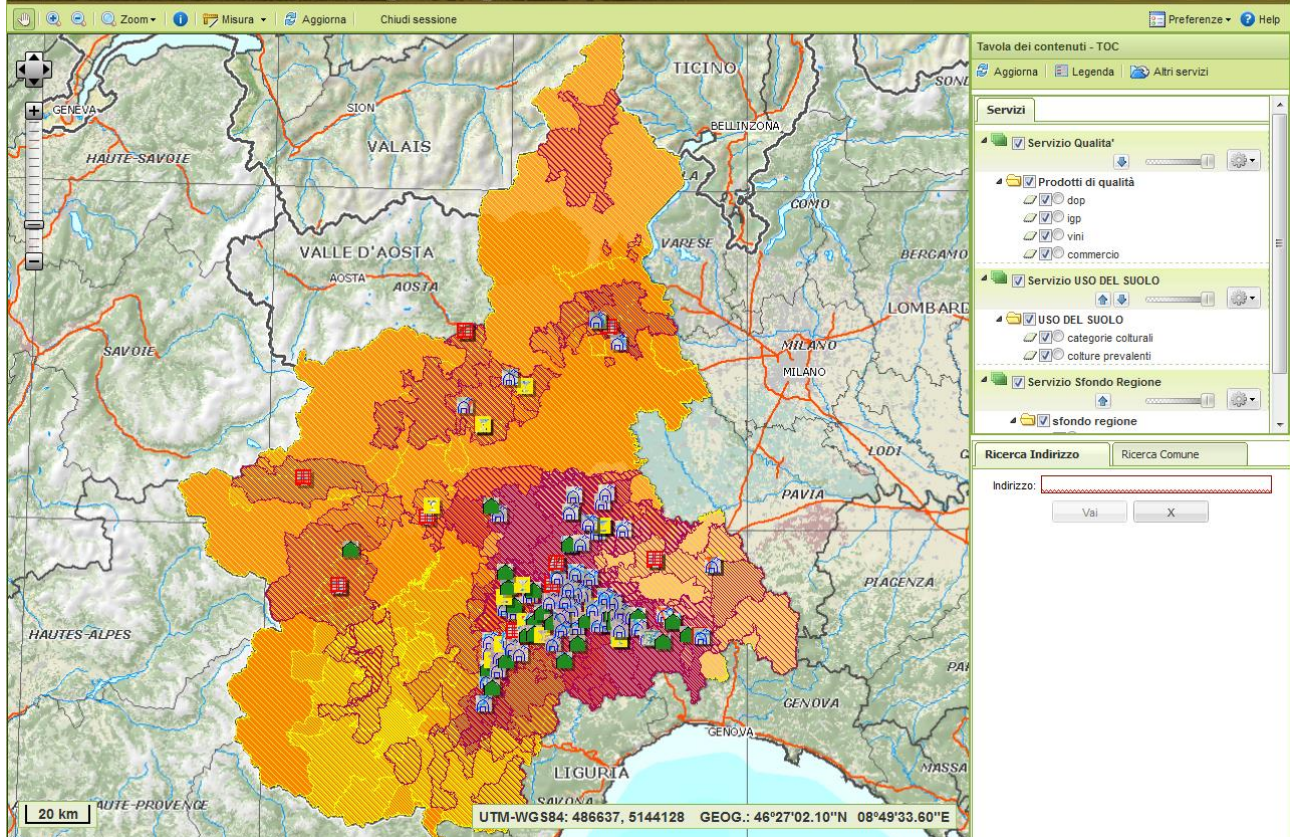 Zoom
Misura
Aggiorna
Chiudi sessione
Preferenze
Help
Tavola dei contenuti - TOC
Aggiorna
Legenda
Altri servizi
Servizi
Servizio Qualita'
Prodotti di qualità
dop
igp
vini
commercio
Servizio USO DEL SUOLO
USO DEL SUOLO
categorie colturali
colture prevalenti
Servizio Sfondo Regione
sfondo regione
Ricerca Indirizzo
Ricerca Comune
Indirizzo:
Vai
X
TICINO
SION
GENEVA
BELLINZONA
VALAIS
HAUTE-SAVOIE
COMO
VARESE
VALLE D'AOSTA
BERGAMO
AOSTA
AOSTA
LOMBARD
SAVOIE
MILANO
MILANO
LODI
PAVIA
PIACENZA
HAUTES-ALPES
GENOVA
GENOVA
LIGURIA
MASSA
SAVONA
20 km
UTM-WGS84: 486637, 5144128 GEOG.: 46°27'02.10"N 08°49'33.60"E